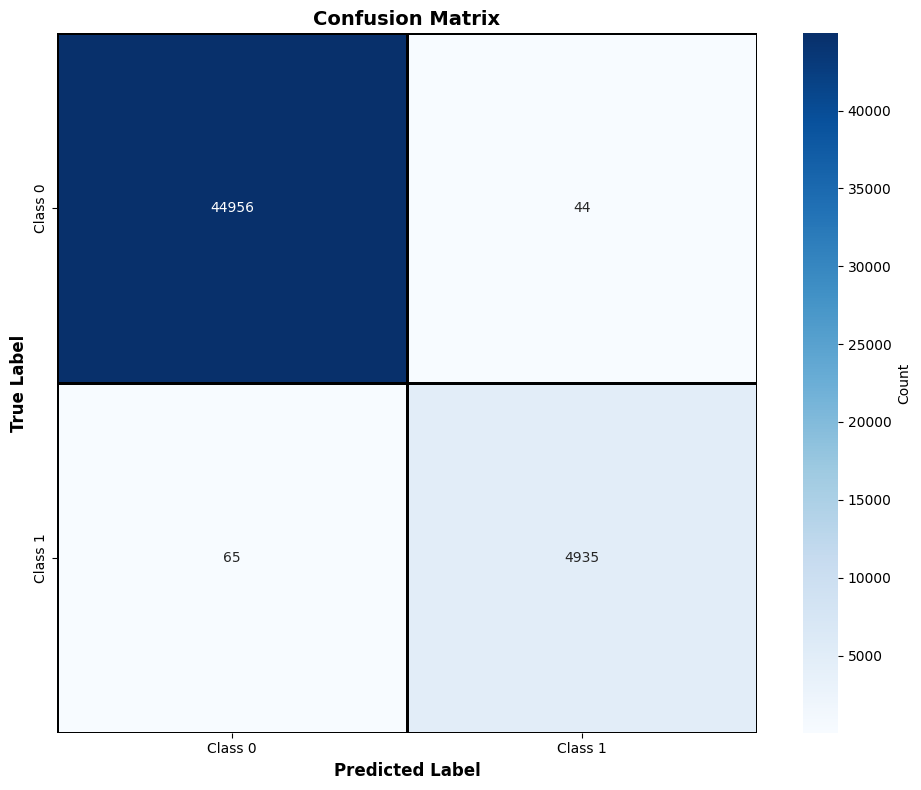 Confusion Matrix
Class 0
44956
44
Class 1
65
4935
True Label
Class 0
Class 1
Predicted Label
40000
35000
30000
25000
20000
15000
10000
5000
Count